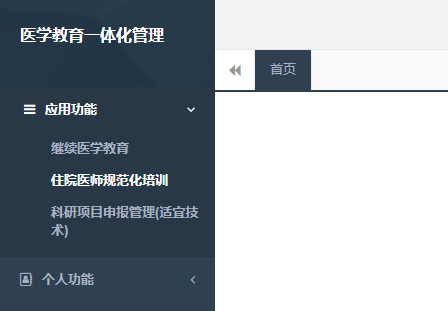 医学教育一体化管理
首页
应用功能
继续医学教育
住院医师规范化培训
科研项目申报管理(适宜技
术)
个人功能